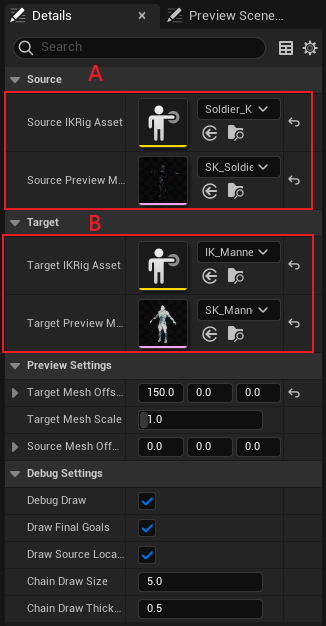 Details
Preview Scene...
Search
A
Source
Source IKRig Asset
Soldier_K
Source Preview M...
SK_Soldie
B
Target
Target IKRig Asset
IK_Manne
Target Preview M...
SK_Mann
Preview Settings
Target Mesh Offs... 150.0 0.0 0.0
Target Mesh Scale 1.0
Source Mesh Off... 0.0 0.0 0.0
Debug Settings
Debug Draw
Draw Final Goals
Draw Source Loca...
Chain Draw Size 5.0
Chain Draw Thick... 0.5